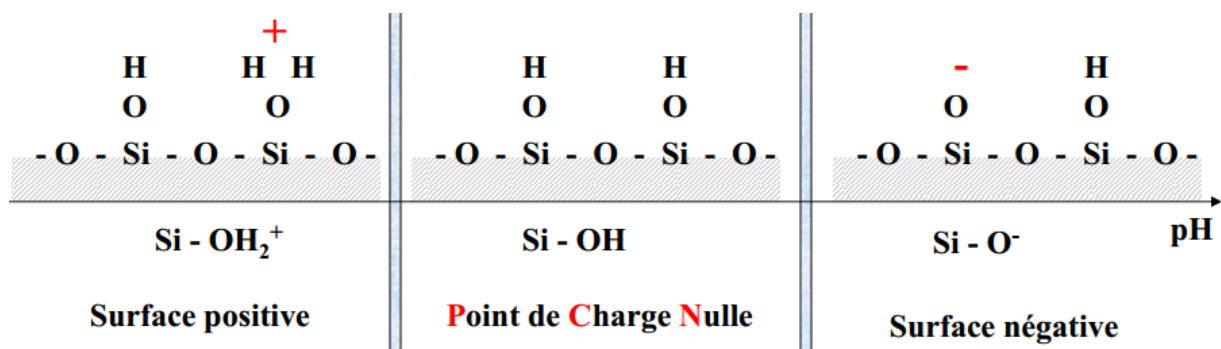 +
H H H H H - H
O O O O O O
- O - Si - O - Si - O - - O - Si - O - Si - O - - O - Si - O - Si - O -
Si - OH₂⁺ Si - OH Si - O⁻ pH
Surface positive Point de Charge Nulle Surface négative